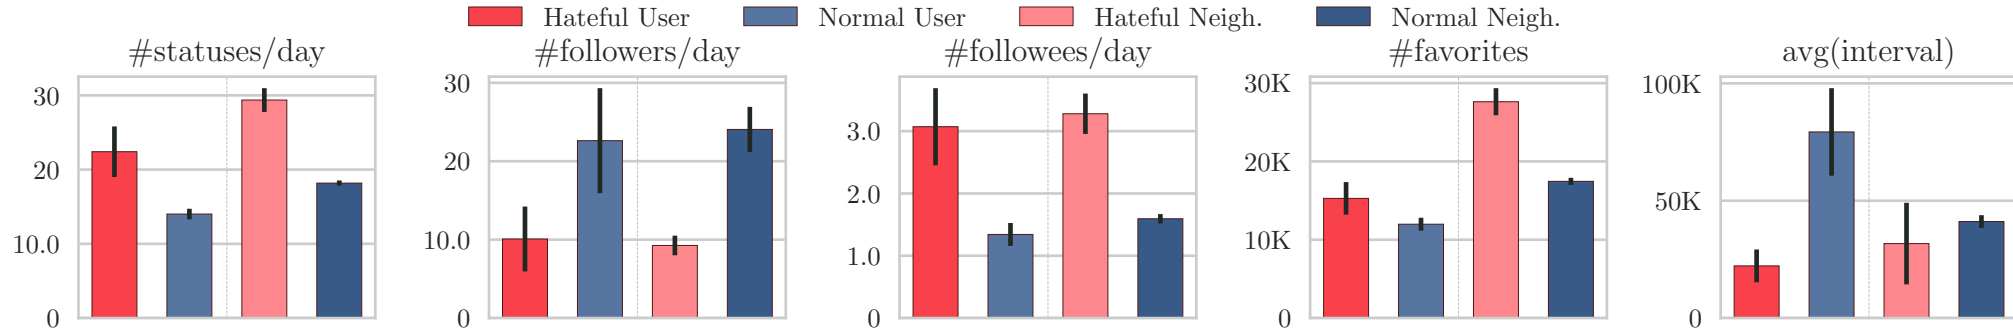 Hateful User Normal User Hateful Neigh. Normal Neigh.
#statuses/day #followers/day #followees/day #favorites avg(interval)
30
20
10.0
0
30
20
10.0
0
3.0
2.0
1.0
0
30K
20K
10K
0
100K
50K
0